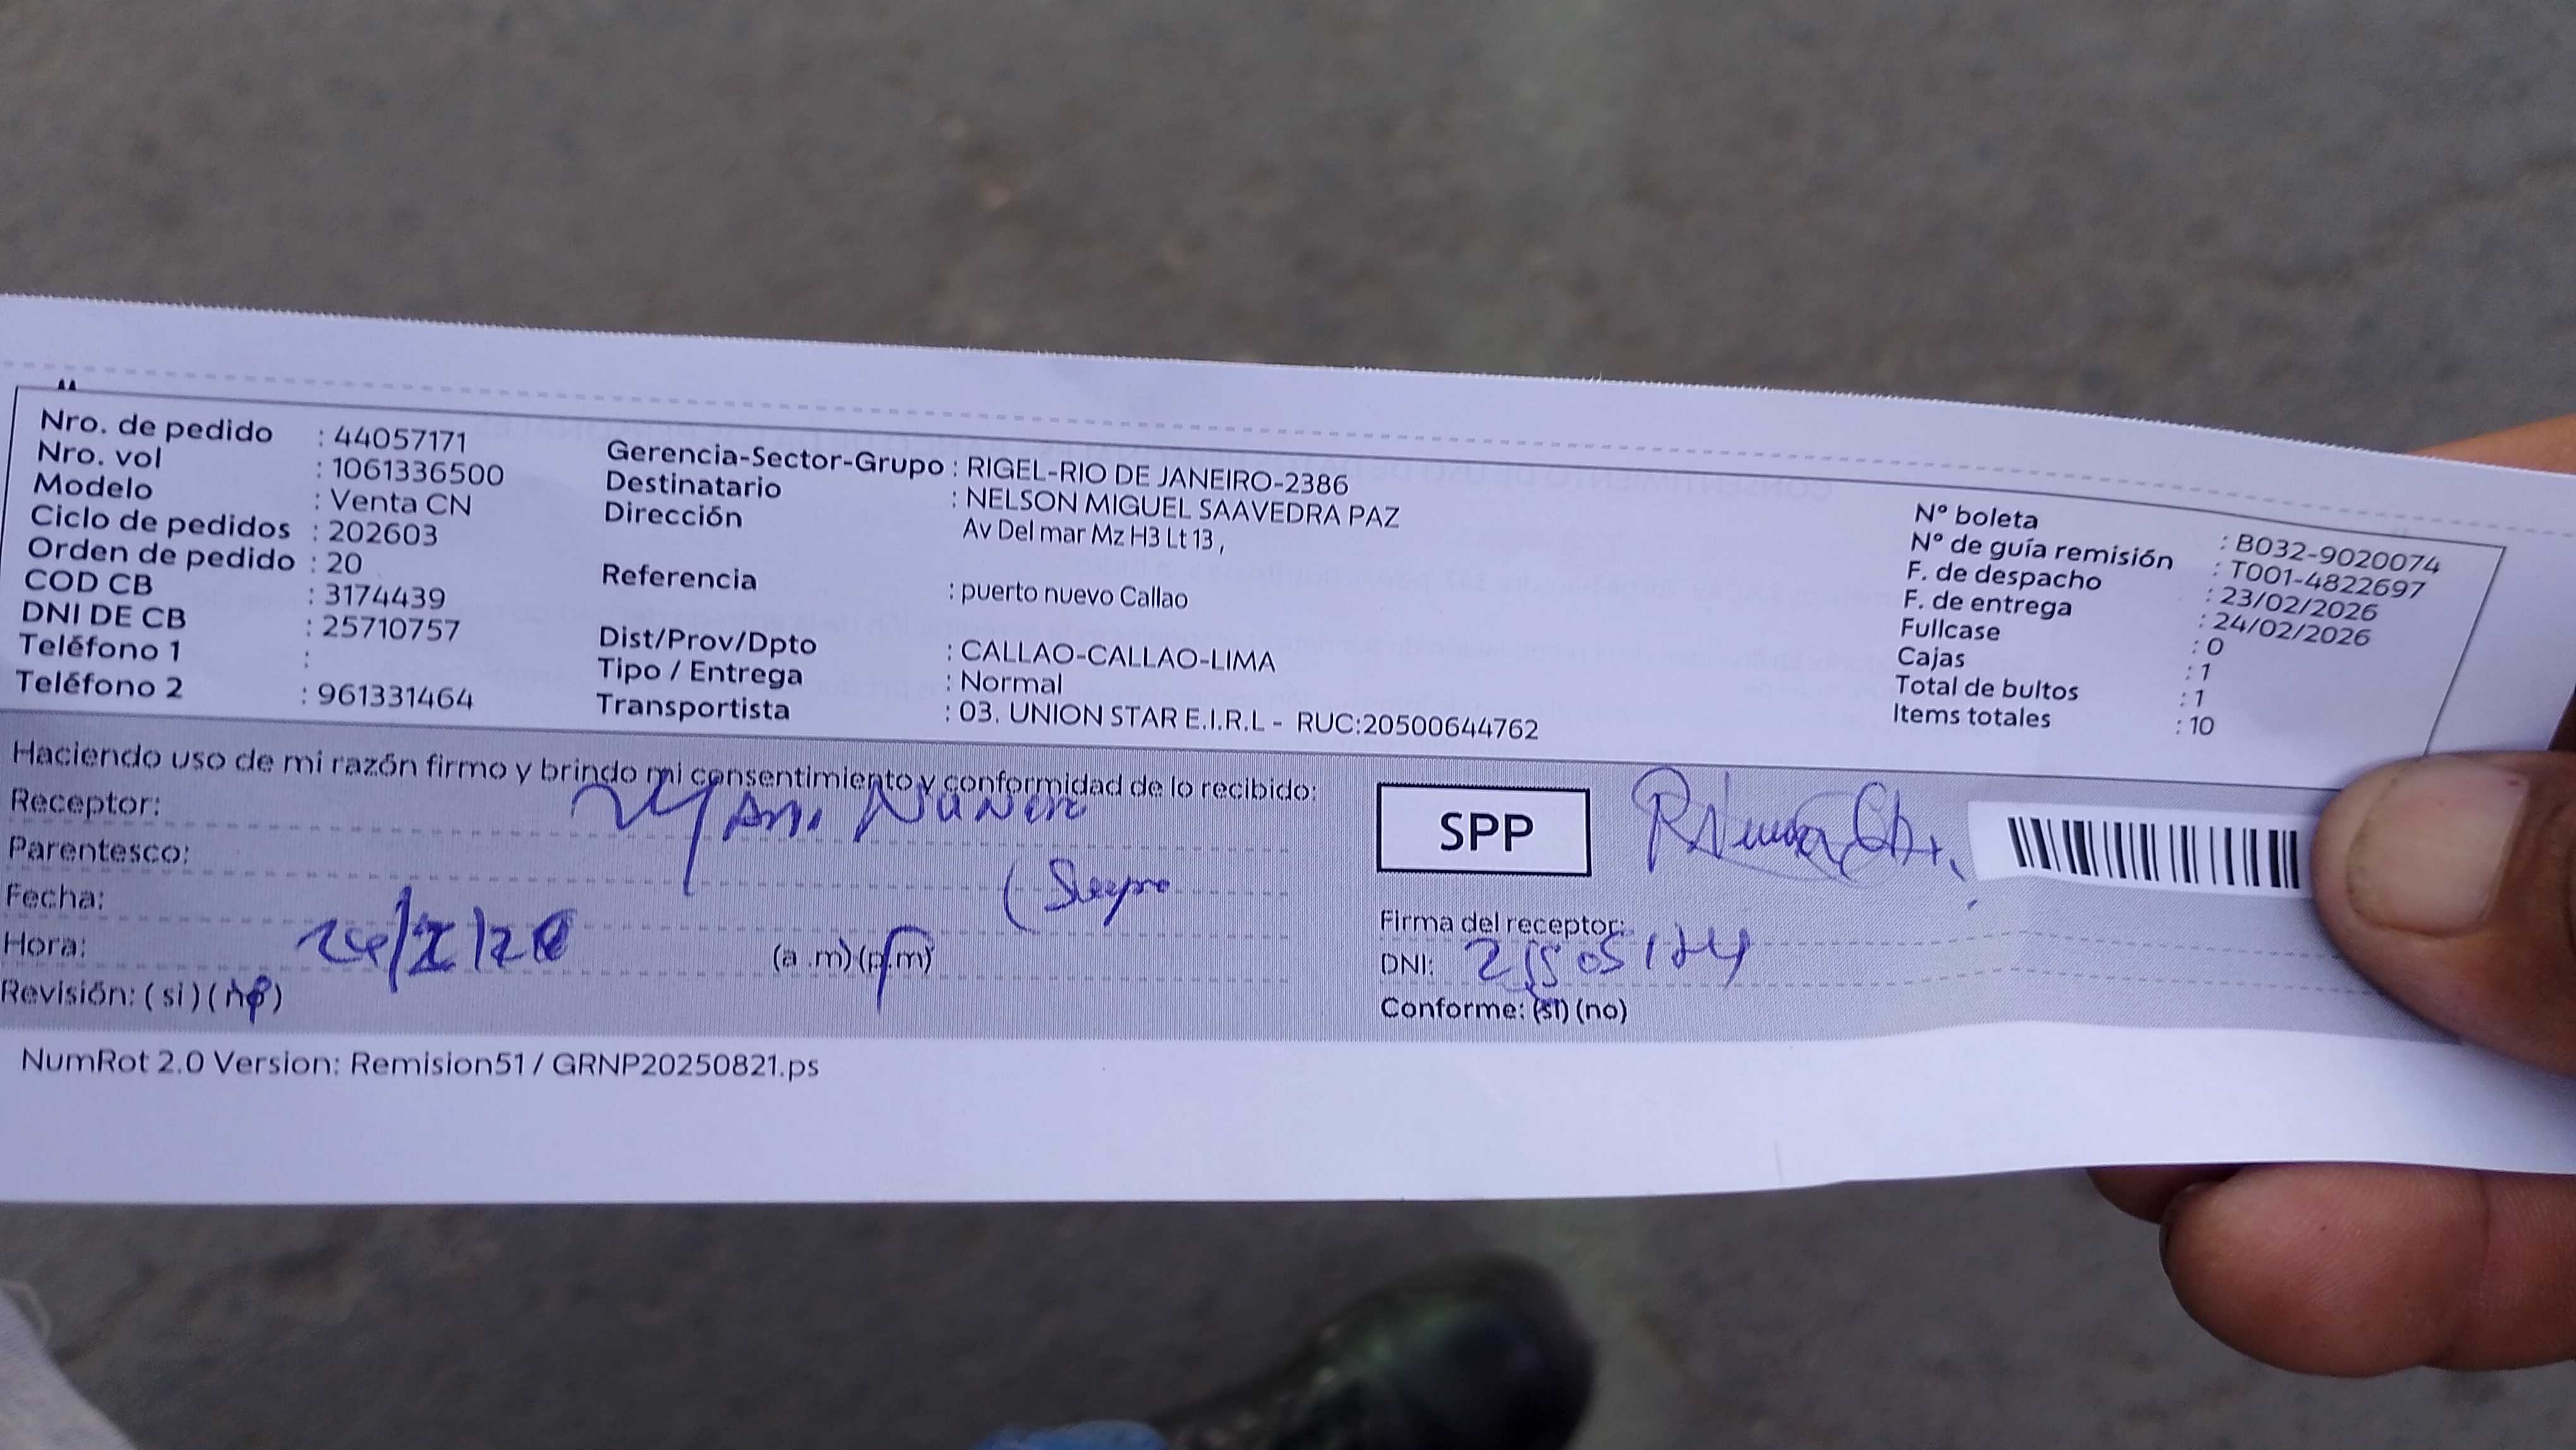 Nro. de pedido : 44057171
Nro. vol : 1061336500
Modelo : Venta CN
Ciclo de pedidos : 202603
Orden de pedido : 20
COD CB : 3174439
DNI DE CB : 25710757
Teléfono 1 :
Teléfono 2 : 961331464
Gerencia-Sector-Grupo : RIGEL-RIO DE JANEIRO-2386
Destinatario : NELSON MIGUEL SAAVEDRA PAZ
Dirección Av Del mar Mz H3 Lt 13 ,
Referencia : puerto nuevo Callao
Dist/Prov/Dpto : CALLAO-CALLAO-LIMA
Tipo / Entrega : Normal
Transportista : 03. UNION STAR E.I.R.L - RUC:20500644762
N° boleta : B032-9020074
N° de guía remisión : T001-4822697
F. de despacho : 23/02/2026
F. de entrega : 24/02/2026
Fullcase : 0
Cajas : 1
Total de bultos : 1
Items totales : 10
Haciendo uso de mi razón firmo y brindo mi consentimiento y conformidad de lo recibido:
Receptor:
Parentesco:
Fecha:
Hora: (a .m) (p.m)
Revisión: ( si ) ( no )
SPP
Firma del receptor:
DNI:
Conforme: (si) (no)
NumRot 2.0 Version: Remision51 / GRNP20250821.ps